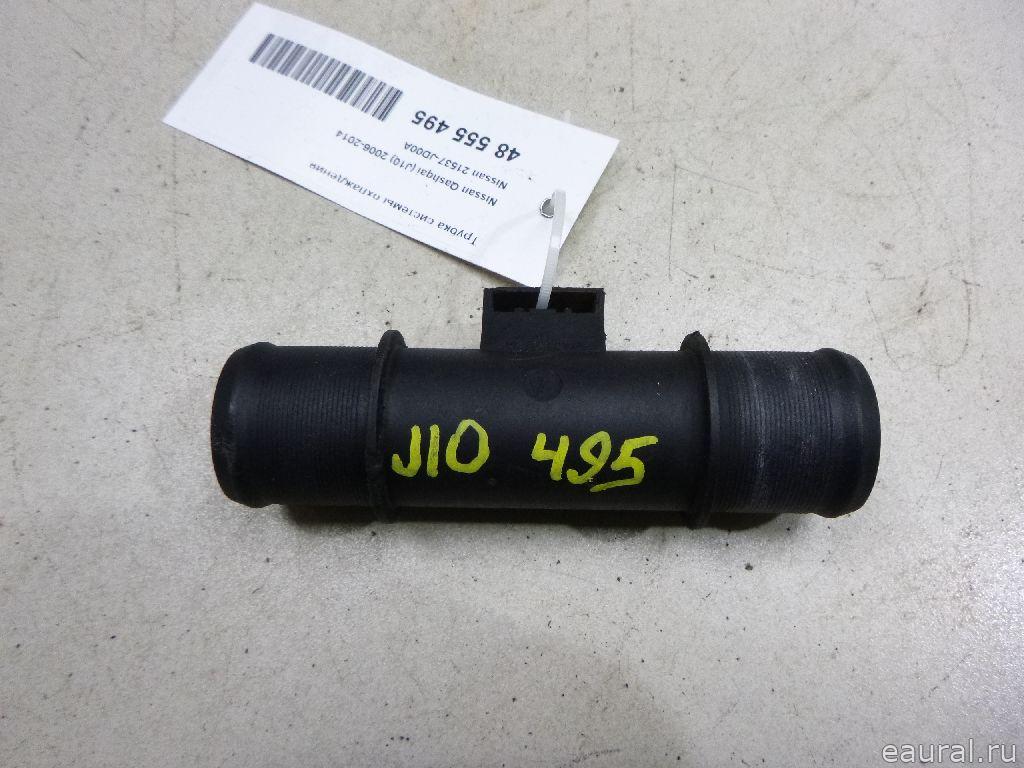 Трубка системы охлаждения
Nissan Qashqai (J10) 2006-2014
Nissan 21537-JD00A
48 555 495
J10 495
eaural.ru